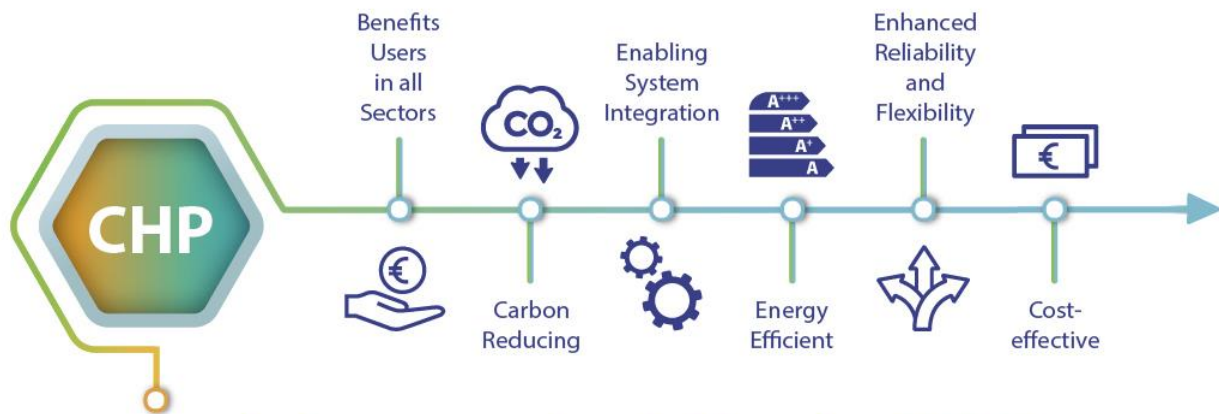 CHP
Benefits
Users
in all
Sectors
€
CO₂
Carbon
Reducing
Enabling
System
Integration
A+++
A++
A+
A
Energy
Efficient
Enhanced
Reliability
and
Flexibility
€
Cost-
effective